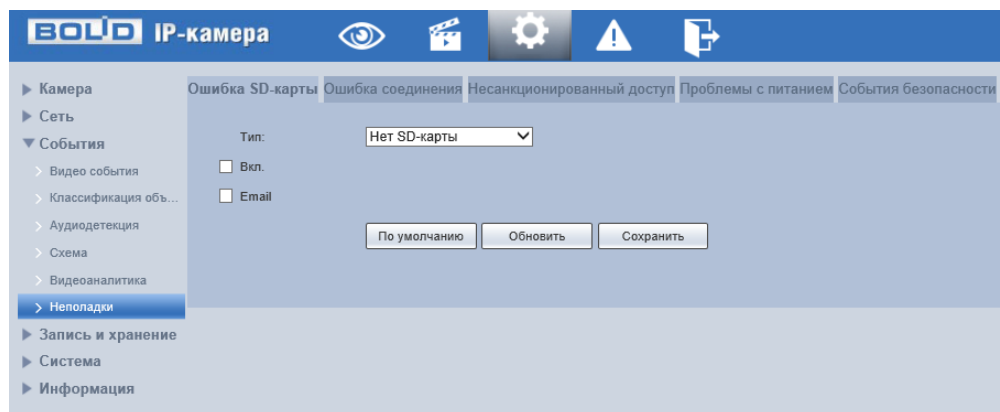 BOLID IP-камера
Камера
Сеть
События
Видео события
Классификация объ...
Аудиодетекция
Схема
Видеоаналитика
Неполадки
Запись и хранение
Система
Информация
Ошибка SD-карты Ошибка соединения Несанкционированный доступ Проблемы с питанием События безопасности
Тип: Нет SD-карты
Вкл.
Email
По умолчанию Обновить Сохранить